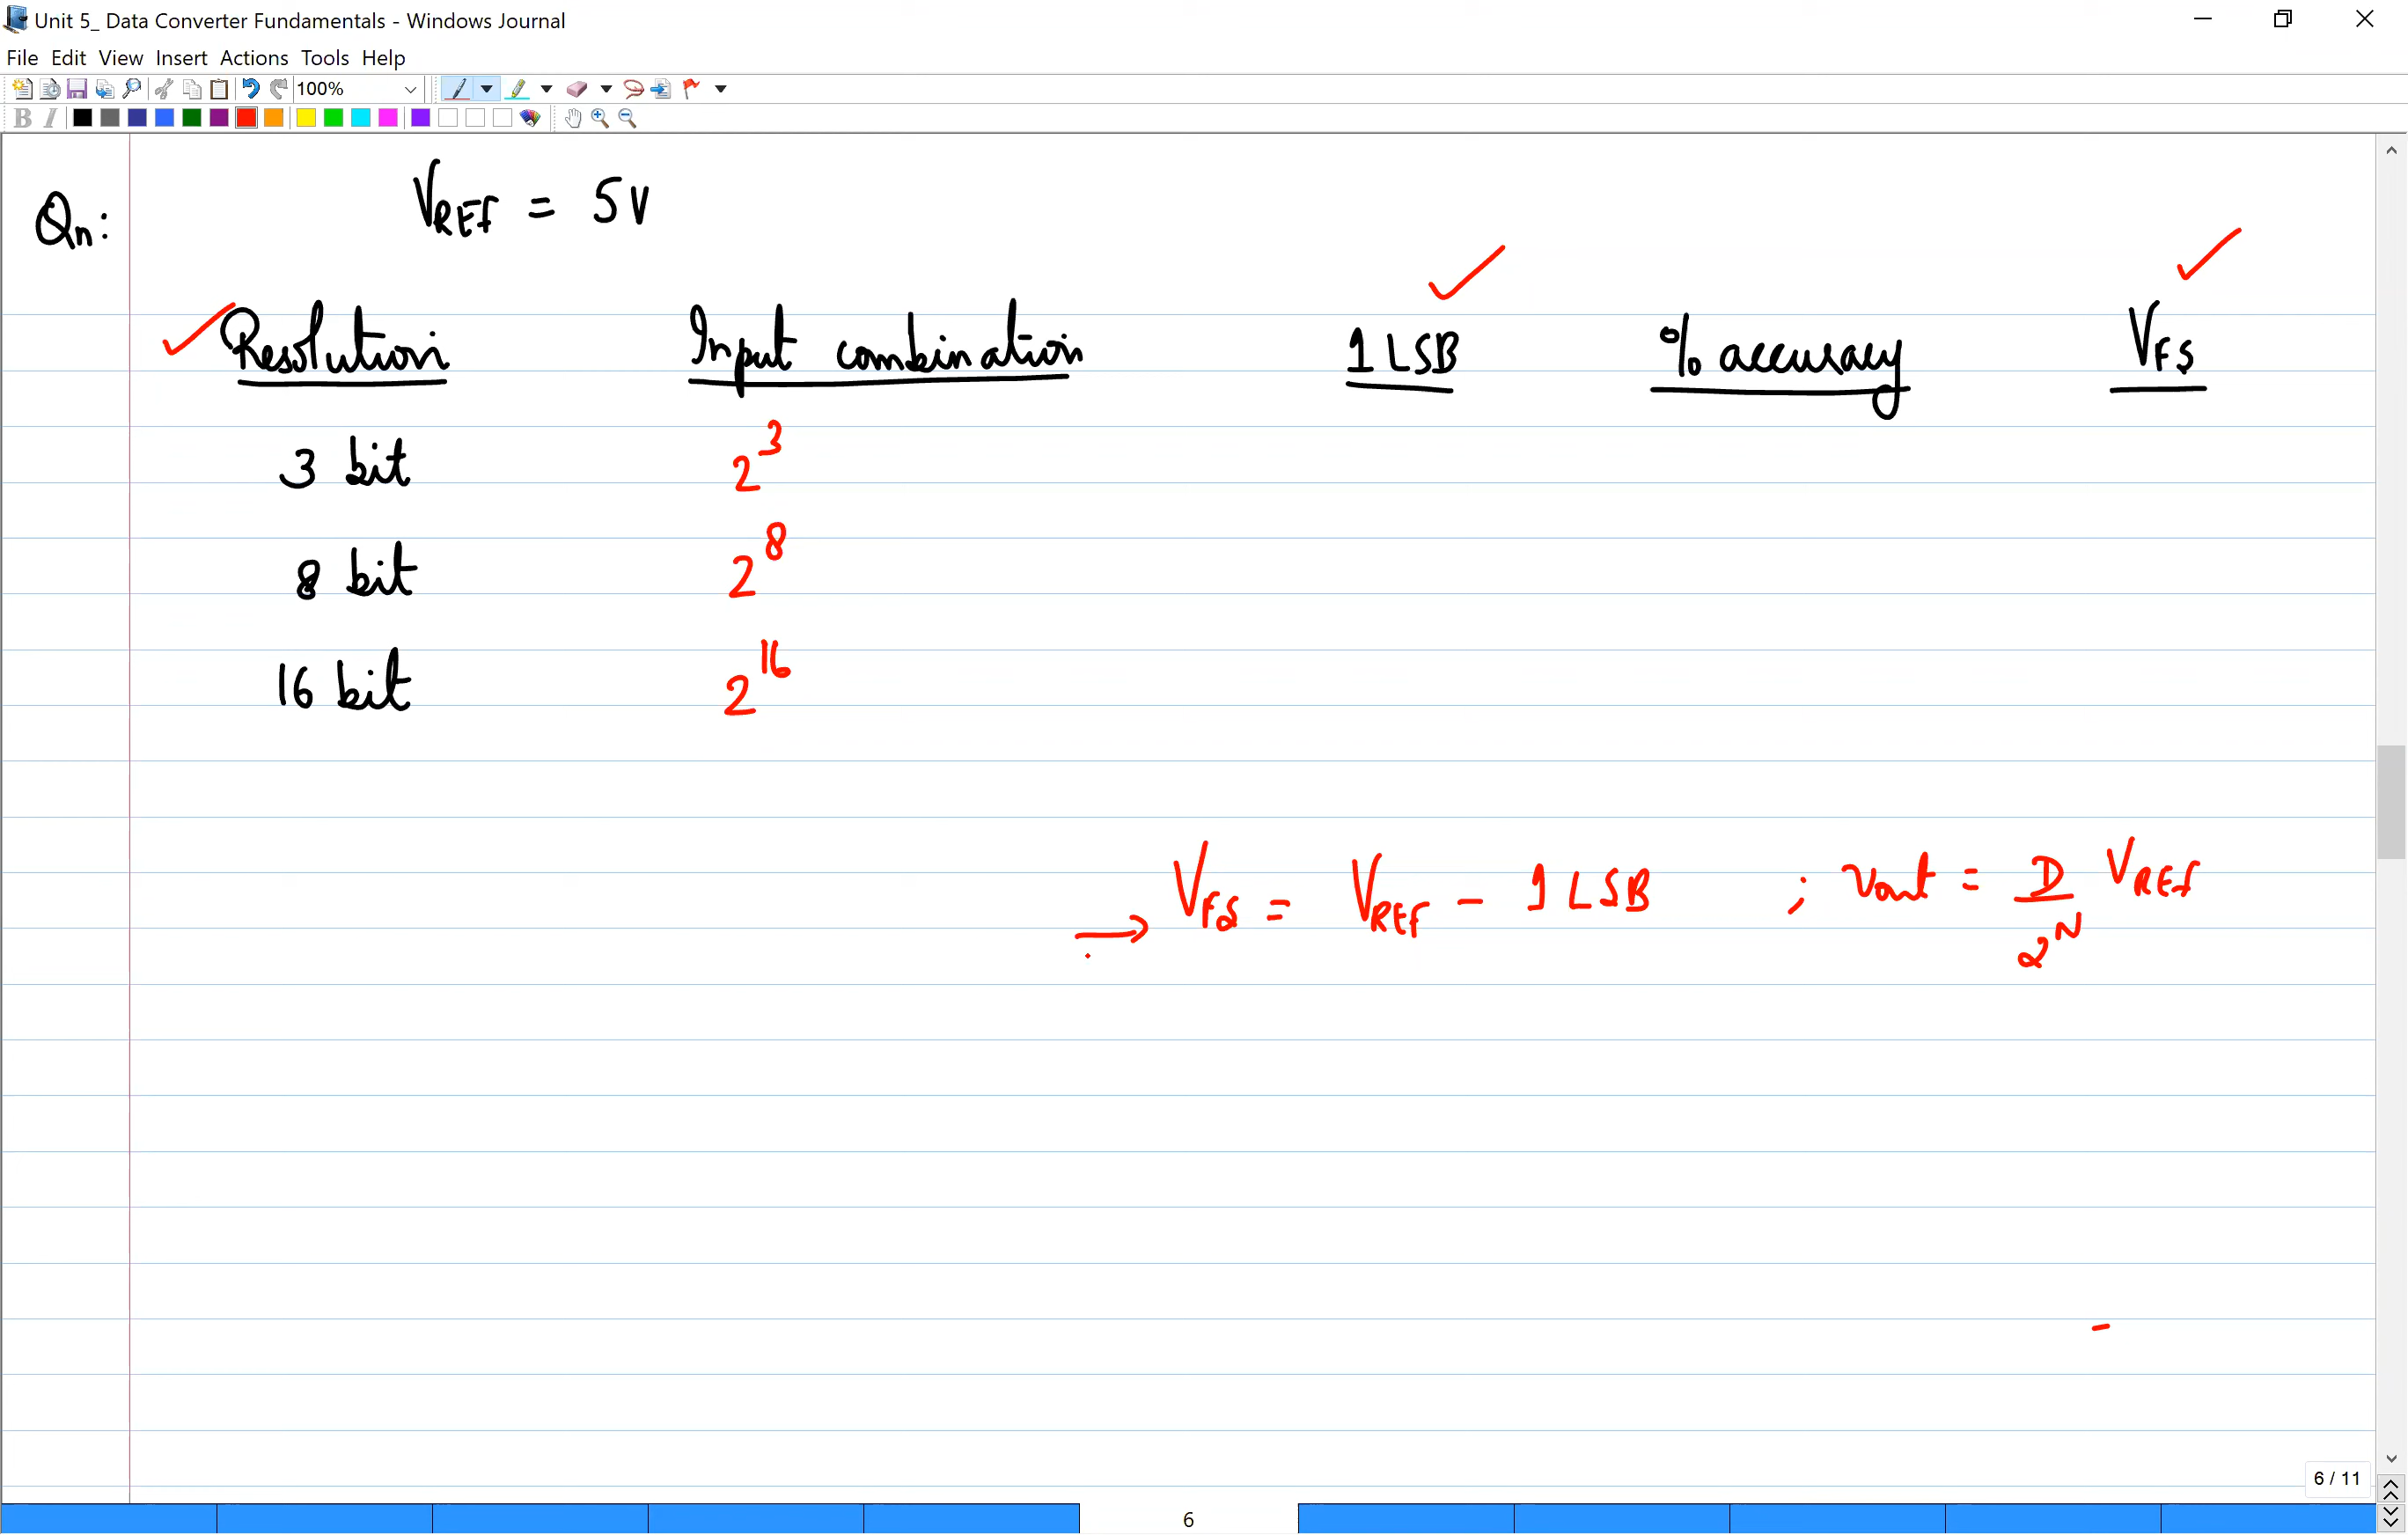 Unit 5_ Data Converter Fundamentals - Windows Journal
File Edit View Insert Actions Tools Help
100%
B I
Qn: VREF = 5V
Resolution Input combination 1 LSB % accuracy VFS
3 bit 2^3
8 bit 2^8
16 bit 2^16
→ VFS = VREF - 1 LSB ; Vout = D/2^N VREF
-
6 / 11
6